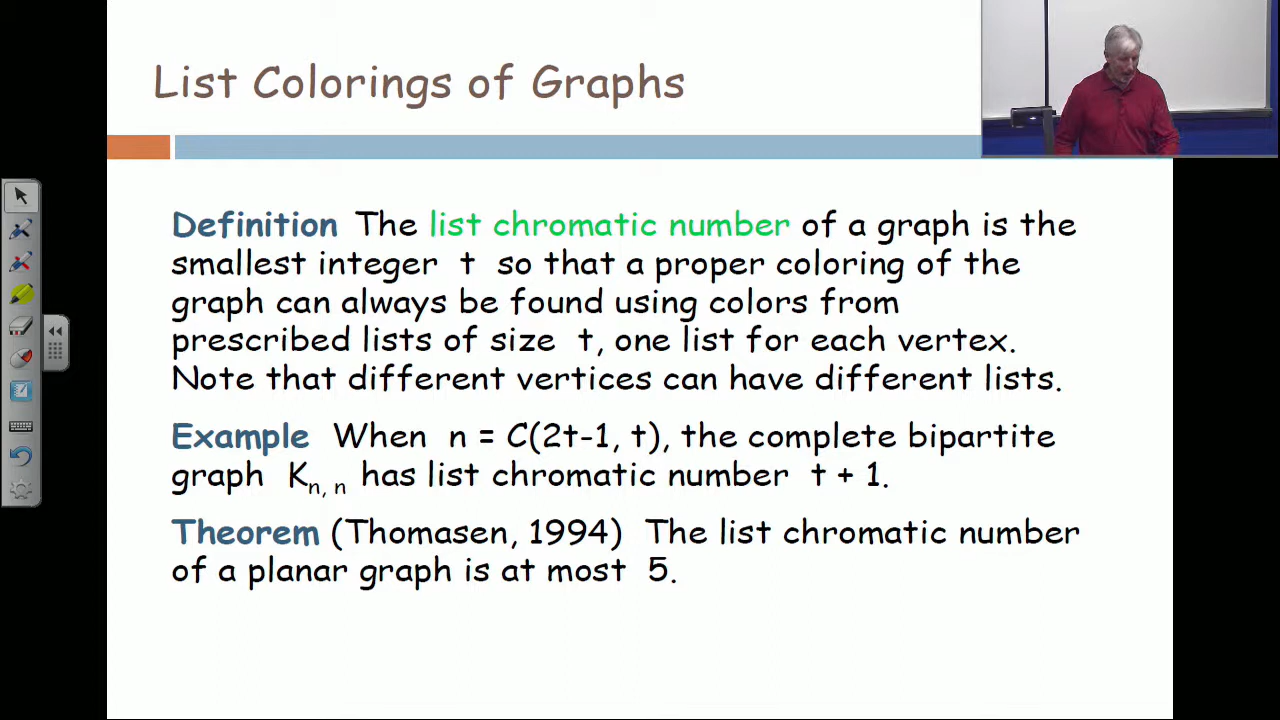 List Colorings of Graphs
Definition The list chromatic number of a graph is the
smallest integer t so that a proper coloring of the
graph can always be found using colors from
prescribed lists of size t, one list for each vertex.
Note that different vertices can have different lists.
Example When n = C(2t-1, t), the complete bipartite
graph Kn, n has list chromatic number t + 1.
Theorem (Thomasen, 1994) The list chromatic number
of a planar graph is at most 5.